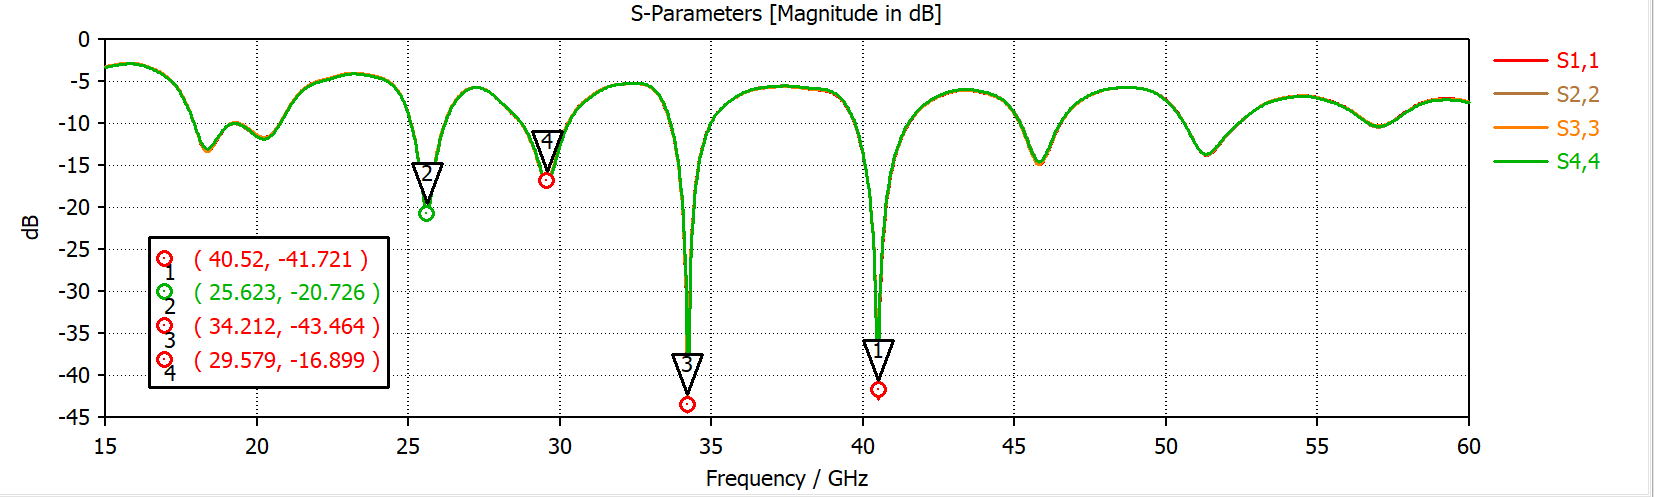 S-Parameters [Magnitude in dB]
0
-5
-10
-15
-20
-25
-30
-35
-40
-45
dB
15 20 25 30 35 40 45 50 55 60
Frequency / GHz
2
4
3
1
1 ( 40.52, -41.721 )
2 ( 25.623, -20.726 )
3 ( 34.212, -43.464 )
4 ( 29.579, -16.899 )
S1,1
S2,2
S3,3
S4,4